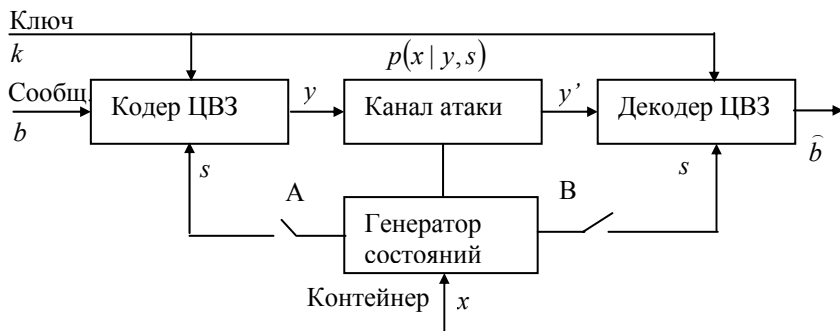 Ключ
k
p(x | y, s)
Сообщ.
b
Кодер ЦВЗ
y
Канал атаки
y’
Декодер ЦВЗ
b̂
s
A
B
s
Генератор
состояний
Контейнер
x